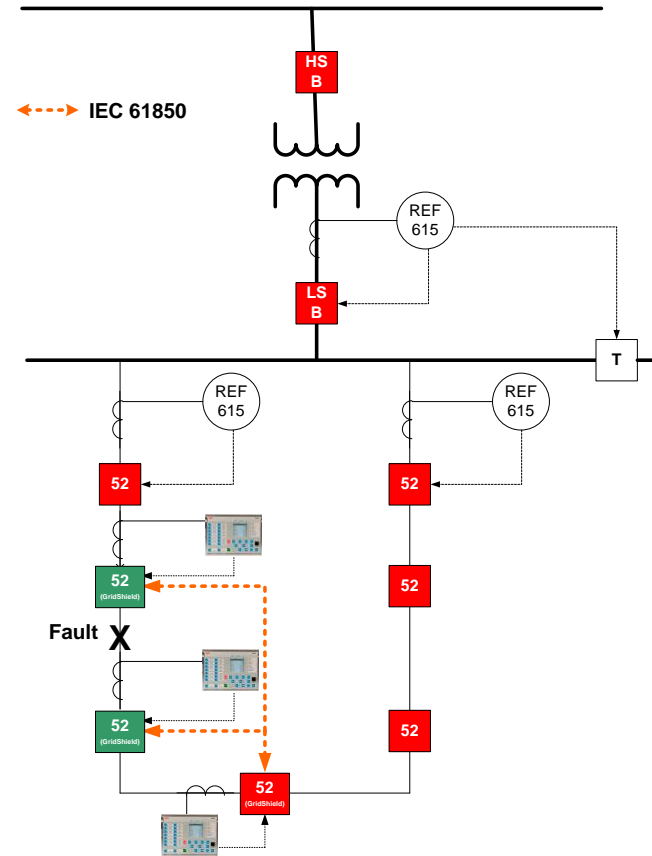 HS
B
IEC 61850
REF
615
LS
B
T
REF
615
REF
615
52
52
52
(GridShield)
52
Fault X
52
(GridShield)
52
52
(GridShield)